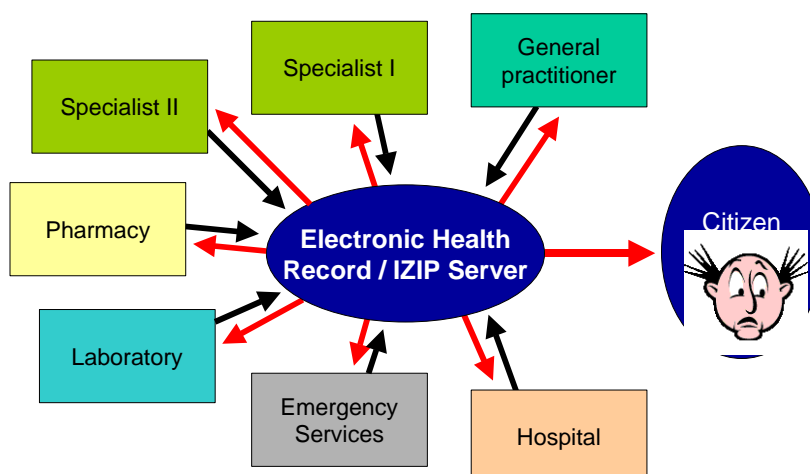 Specialist I
General
practitioner
Specialist II
Citizen
Pharmacy
Electronic Health
Record / IZIP Server
Laboratory
Emergency
Services
Hospital